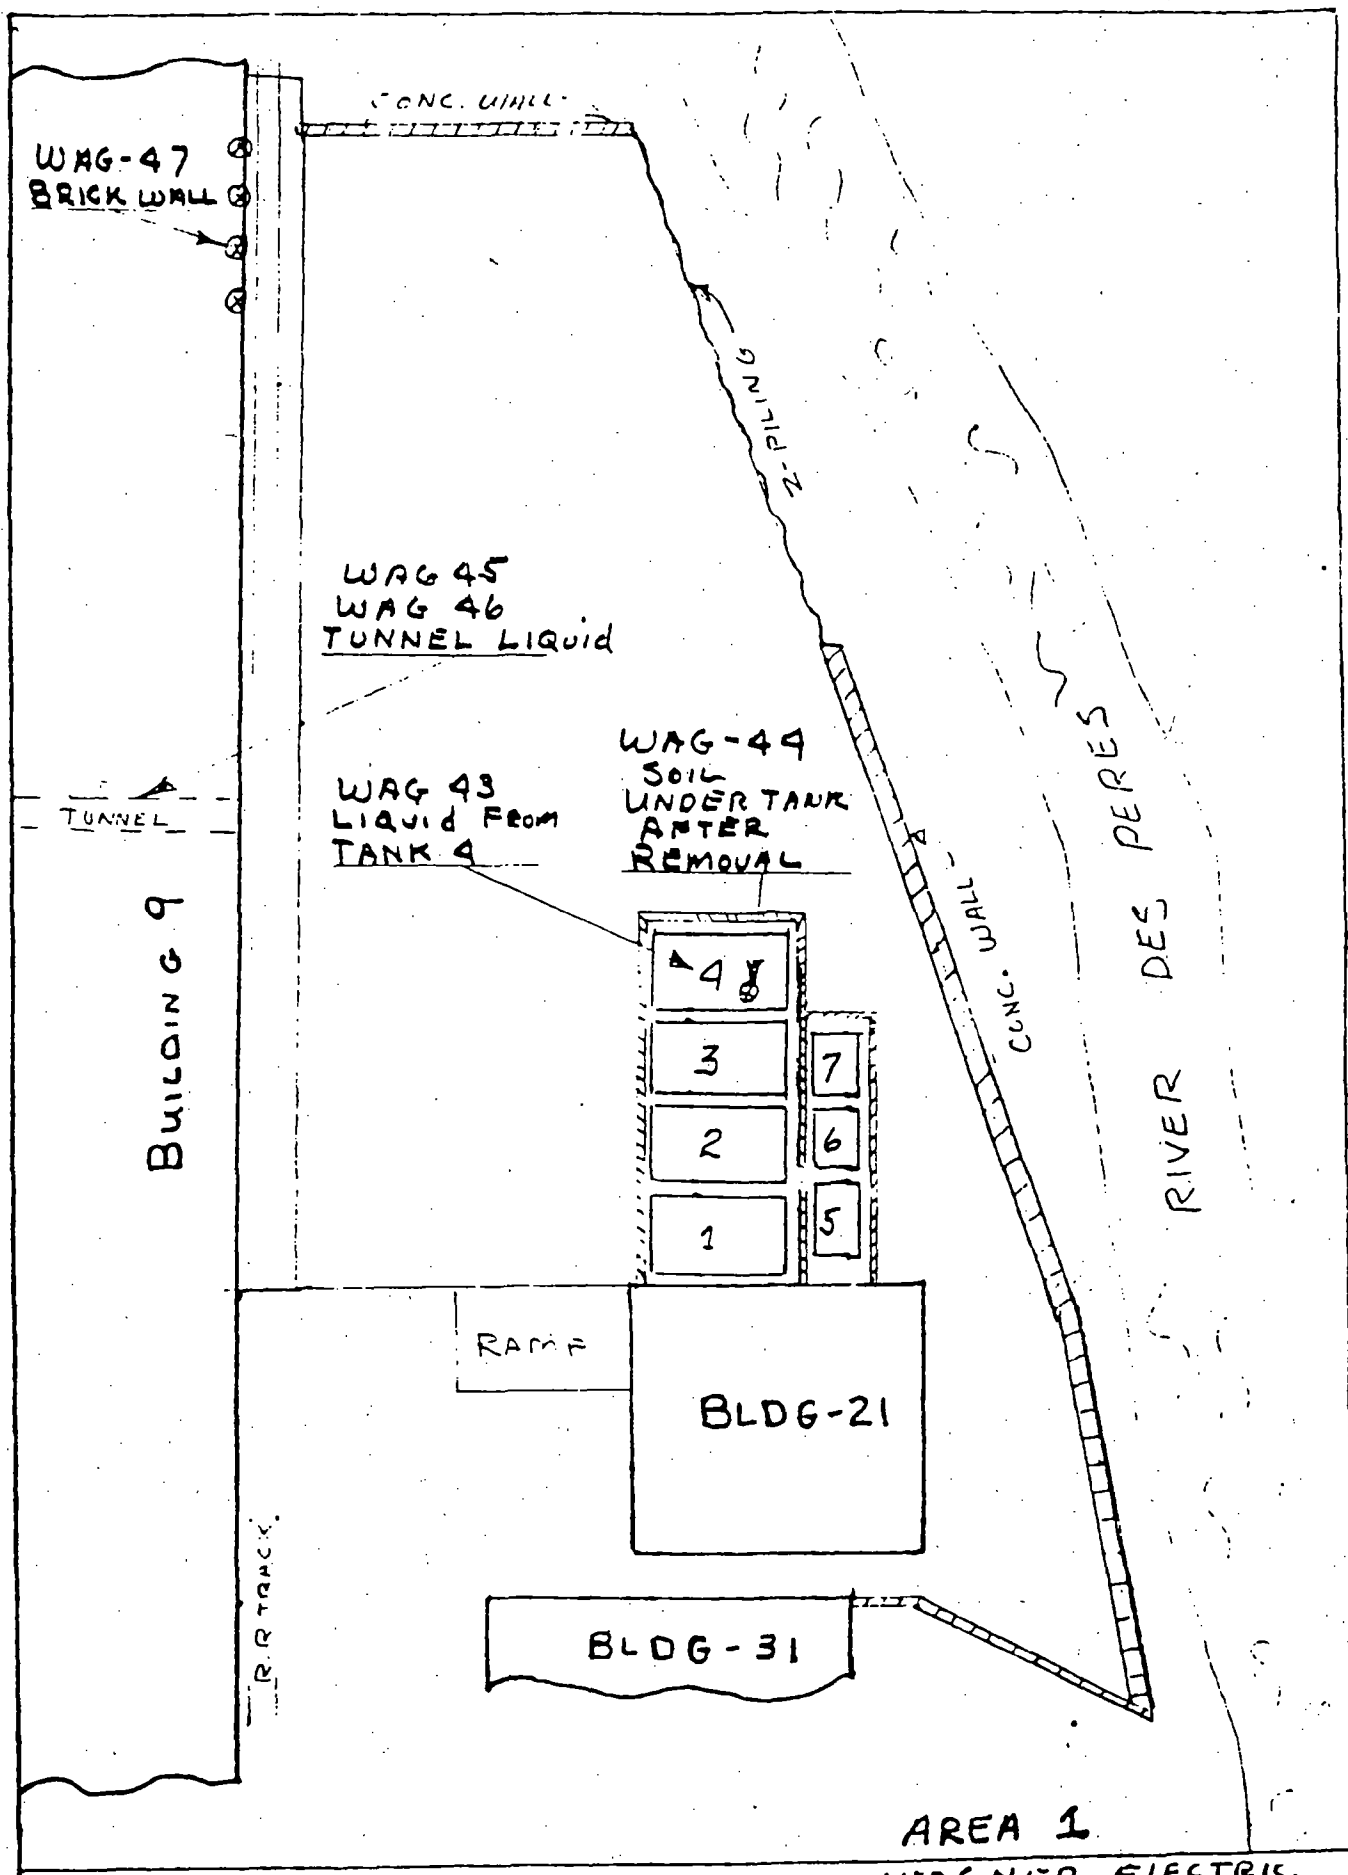 CONC. WALL
WAG-47
BRICK WALL
Z-PILING
WAG 45
WAG 46
TUNNEL LIQuid
WAG-44
SOIL
UNDER TANK
AFTER
REMOVAL
WAG 43
LIQuid FROM
TANK 4
TUNNEL
BuILDING 9
CONC. WALL
RIVER DES PERES
4
3
2
1
7
6
5
RAMP
BLDG-21
R.R TRACK.
BLDG-31
AREA 1
WAGNER ELECTRIC